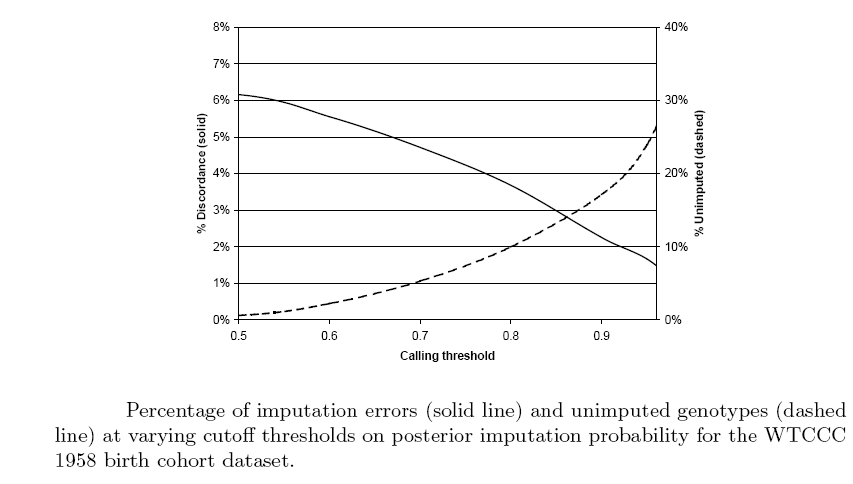 8%
7%
6%
5%
4%
3%
2%
1%
0%
% Discordance (solid)
40%
30%
20%
10%
0%
% Unimputed (dashed)
0.5 0.6 0.7 0.8 0.9
Calling threshold
Percentage of imputation errors (solid line) and unimputed genotypes (dashed
line) at varying cutoff thresholds on posterior imputation probability for the WTCCC
1958 birth cohort dataset.